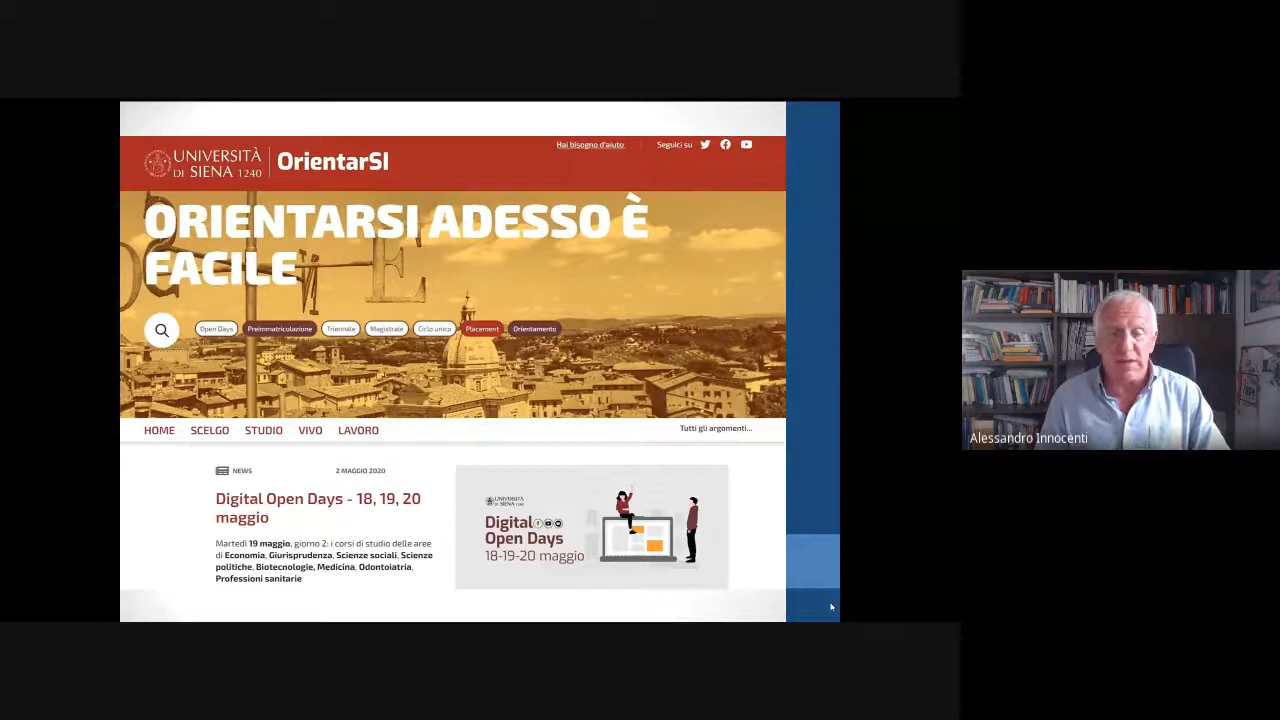 Hai bisogno d'aiuto
Seguici su
UNIVERSITÀ
DI SIENA 1240
OrientarSI
ORIENTARSI ADESSO È
FACILE
Open Days
Preimmatricolazione
Triennale
Magistrale
Ciclo unico
Placement
Orientamento
HOME
SCELGO
STUDIO
VIVO
LAVORO
Tutti gli argomenti...
NEWS
2 MAGGIO 2020
Digital Open Days - 18, 19, 20
maggio
Martedì 19 maggio, giorno 2: i corsi di studio delle aree
di Economia, Giurisprudenza, Scienze sociali, Scienze
politiche, Biotecnologie, Medicina, Odontoiatria,
Professioni sanitarie
UNIVERSITÀ
DI SIENA 1240
Digital
Open Days
18-19-20 maggio
Alessandro Innocenti